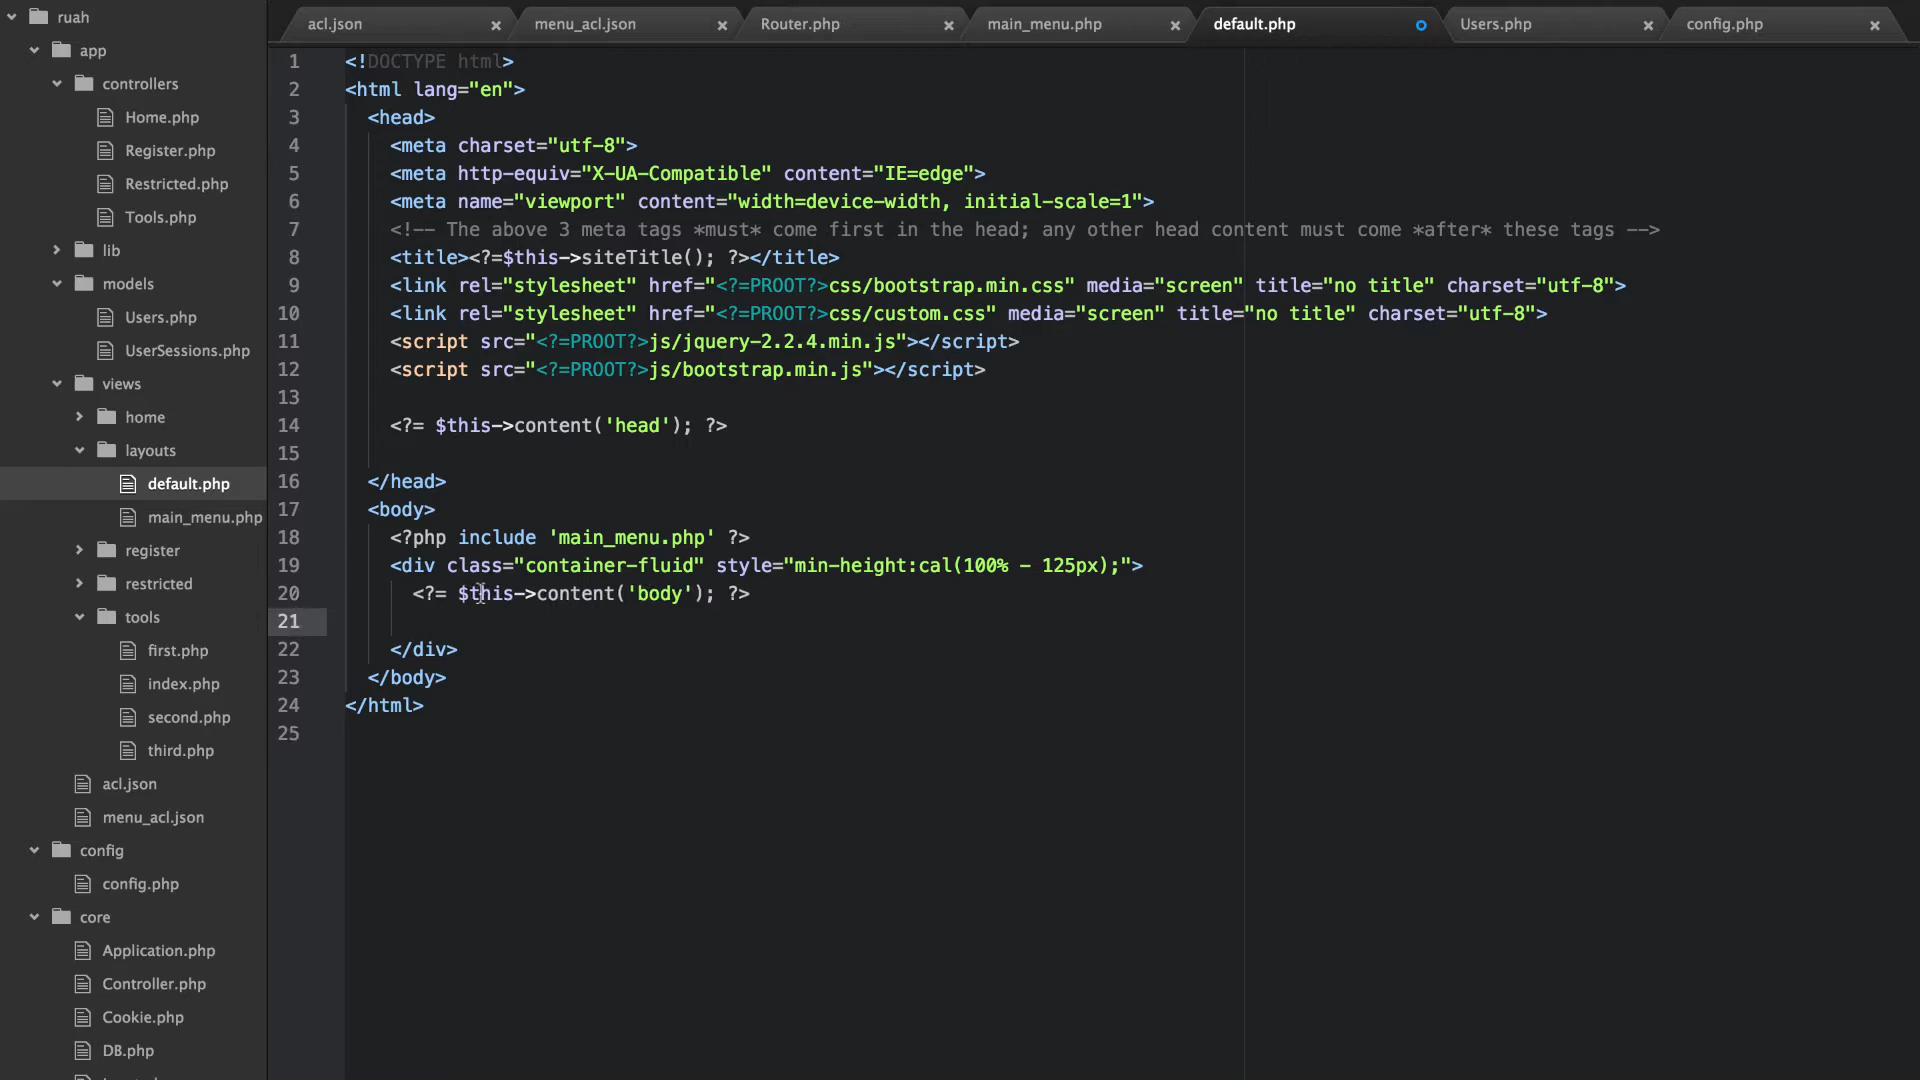 ruah
app
controllers
Home.php
Register.php
Restricted.php
Tools.php
lib
models
Users.php
UserSessions.php
views
home
layouts
default.php
main_menu.php
register
restricted
tools
first.php
index.php
second.php
third.php
acl.json
menu_acl.json
config
config.php
core
Application.php
Controller.php
Cookie.php
DB.php
acl.json × menu_acl.json × Router.php × main_menu.php × default.php Users.php × config.php ×
1 <!DOCTYPE html>
2 <html lang="en">
3 <head>
4 <meta charset="utf-8">
5 <meta http-equiv="X-UA-Compatible" content="IE=edge">
6 <meta name="viewport" content="width=device-width, initial-scale=1">
7 <!-- The above 3 meta tags *must* come first in the head; any other head content must come *after* these tags -->
8 <title><?=$this->siteTitle(); ?></title>
9 <link rel="stylesheet" href="<?=PROOT?>css/bootstrap.min.css" media="screen" title="no title" charset="utf-8">
10 <link rel="stylesheet" href="<?=PROOT?>css/custom.css" media="screen" title="no title" charset="utf-8">
11 <script src="<?=PROOT?>js/jquery-2.2.4.min.js"></script>
12 <script src="<?=PROOT?>js/bootstrap.min.js"></script>
13
14 <?= $this->content('head'); ?>
15
16 </head>
17 <body>
18 <?php include 'main_menu.php' ?>
19 <div class="container-fluid" style="min-height:cal(100% - 125px);">
20 <?= $this->content('body'); ?>
21
22 </div>
23 </body>
24 </html>
25